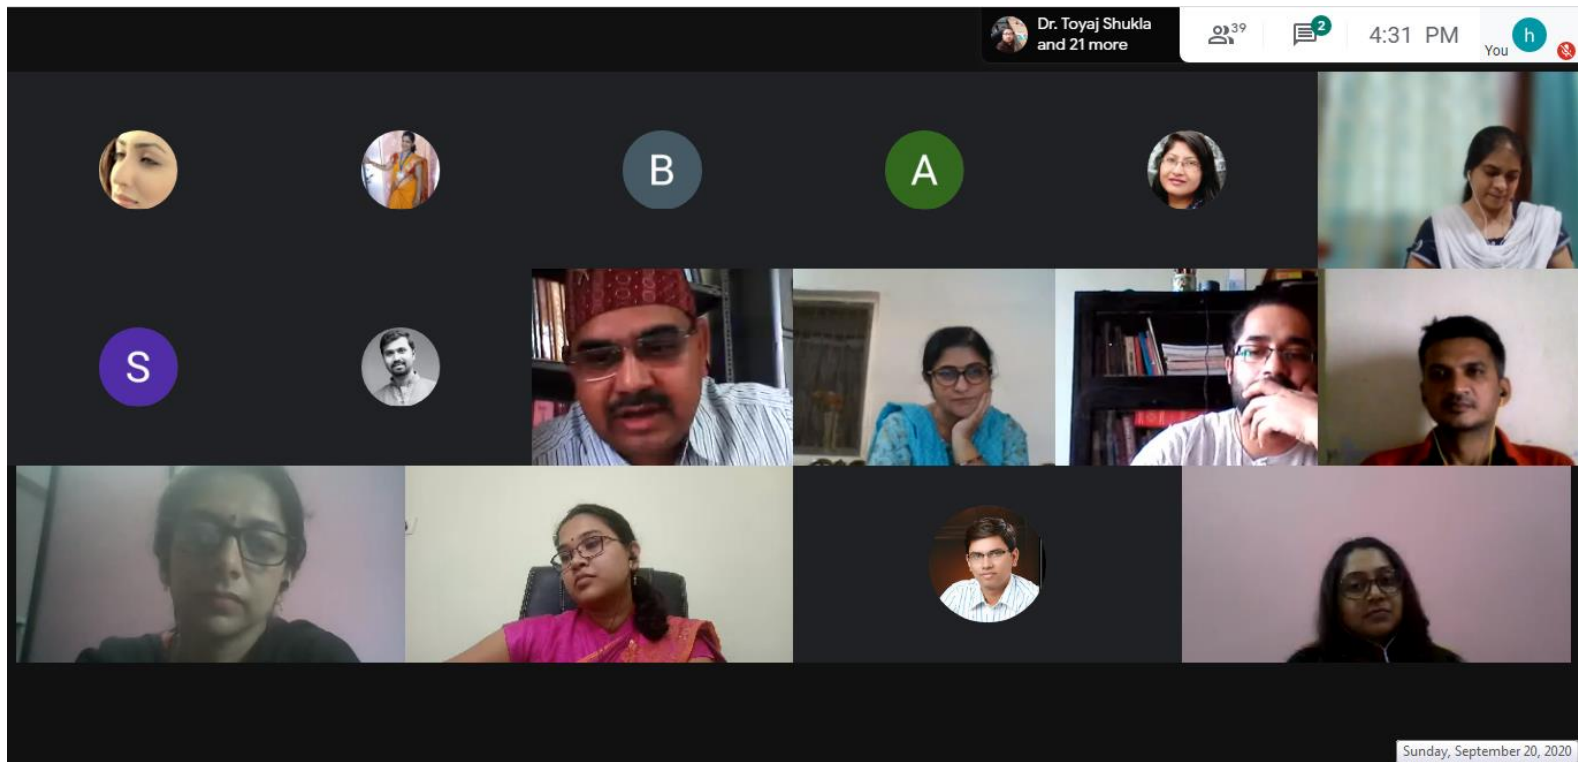 Dr. Toyaj Shukla
and 21 more
39
2
4:31 PM
You
h
B
A
S
Sunday, September 20, 2020